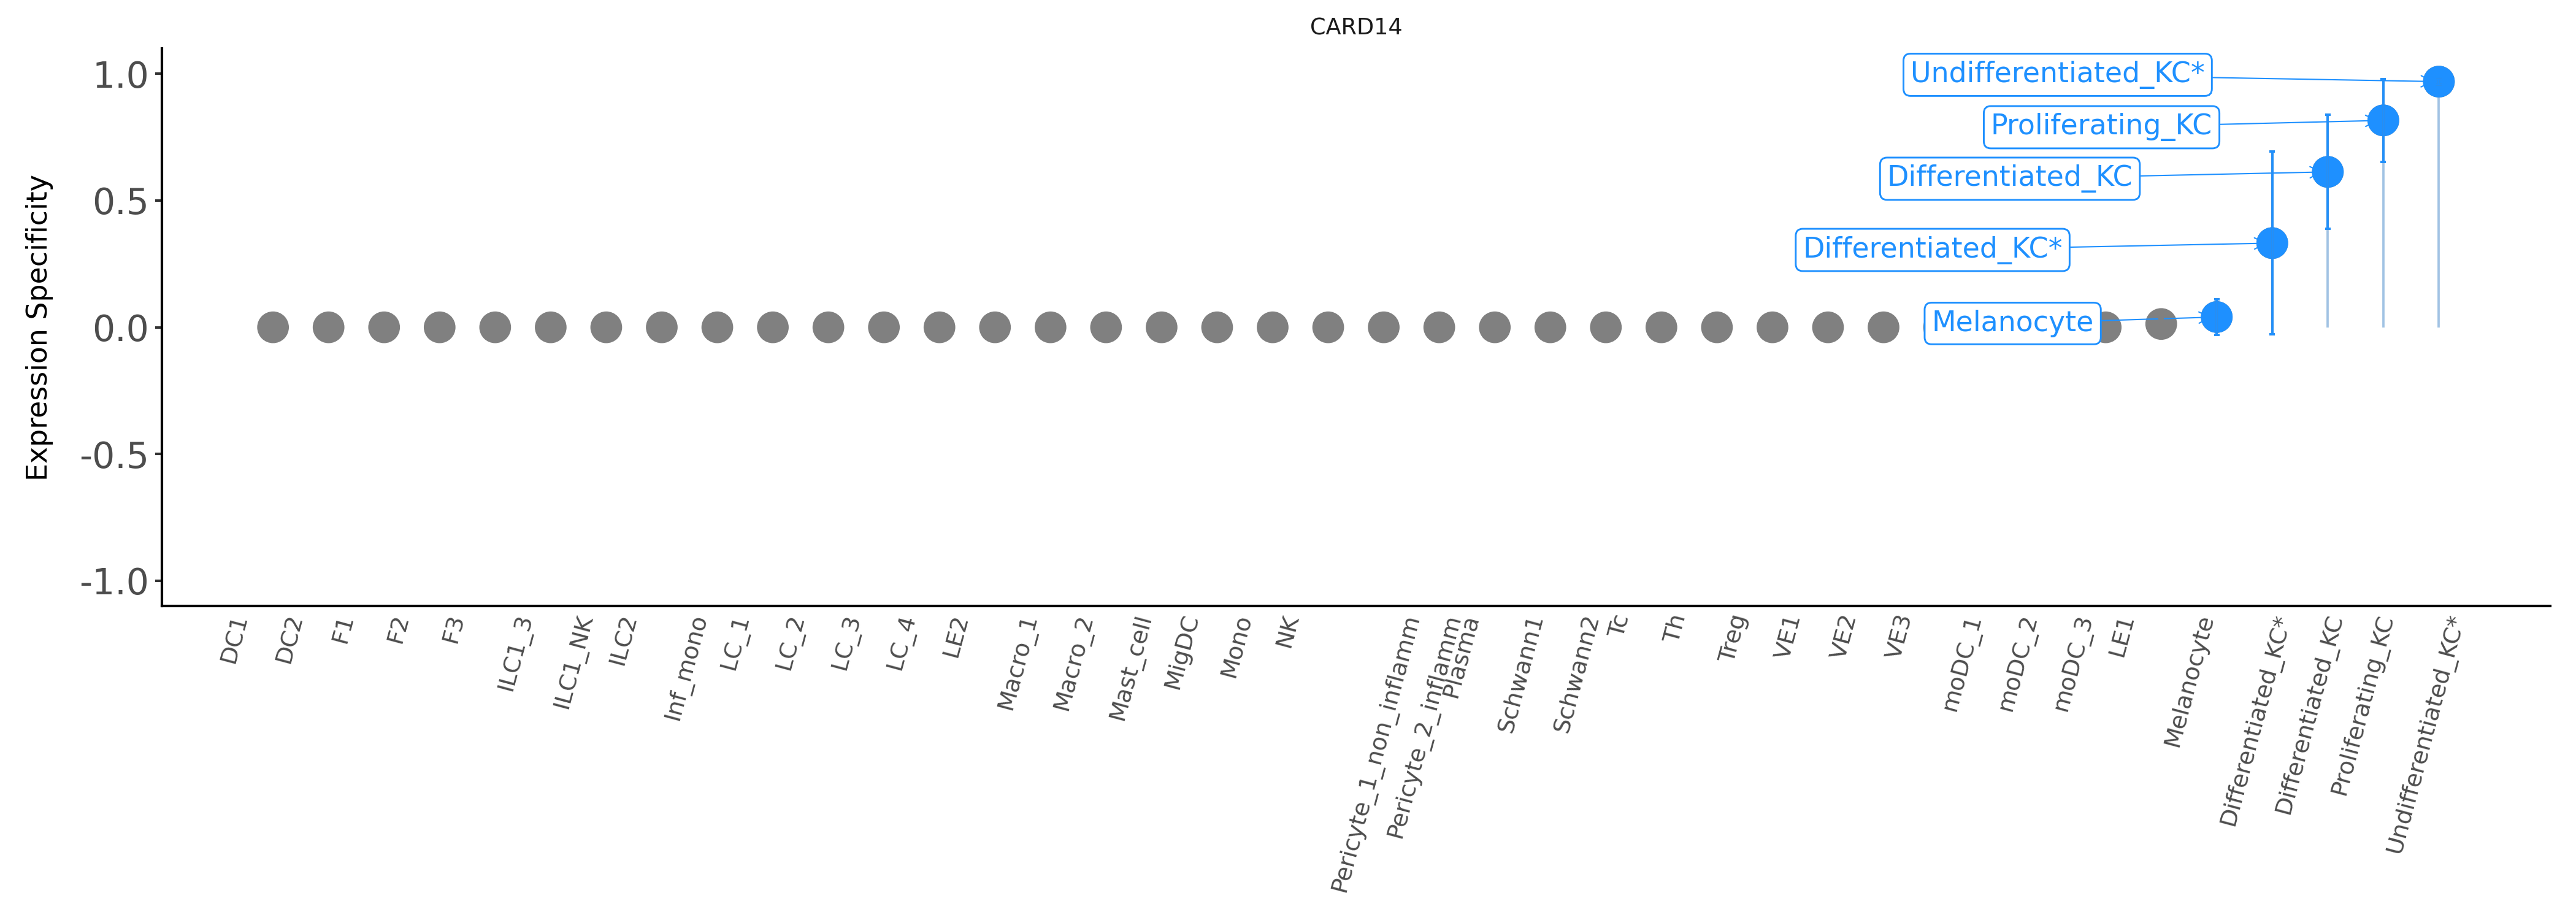 CARD14
Expression Specificity
1.0
0.5
0.0
-0.5
-1.0
Undifferentiated_KC*
Proliferating_KC
Differentiated_KC
Differentiated_KC*
Melanocyte
DC1
DC2
F1
F2
F3
ILC1_3
ILC1_NK
ILC2
Inf_mono
LC_1
LC_2
LC_3
LC_4
LE2
Macro_1
Macro_2
Mast_cell
MigDC
Mono
NK
Pericyte_1_non_inflamm
Pericyte_2_inflamm
Plasma
Schwann1
Schwann2
Tc
Th
Treg
VE1
VE2
VE3
moDC_1
moDC_2
moDC_3
LE1
Melanocyte
Differentiated_KC*
Differentiated_KC
Proliferating_KC
Undifferentiated_KC*